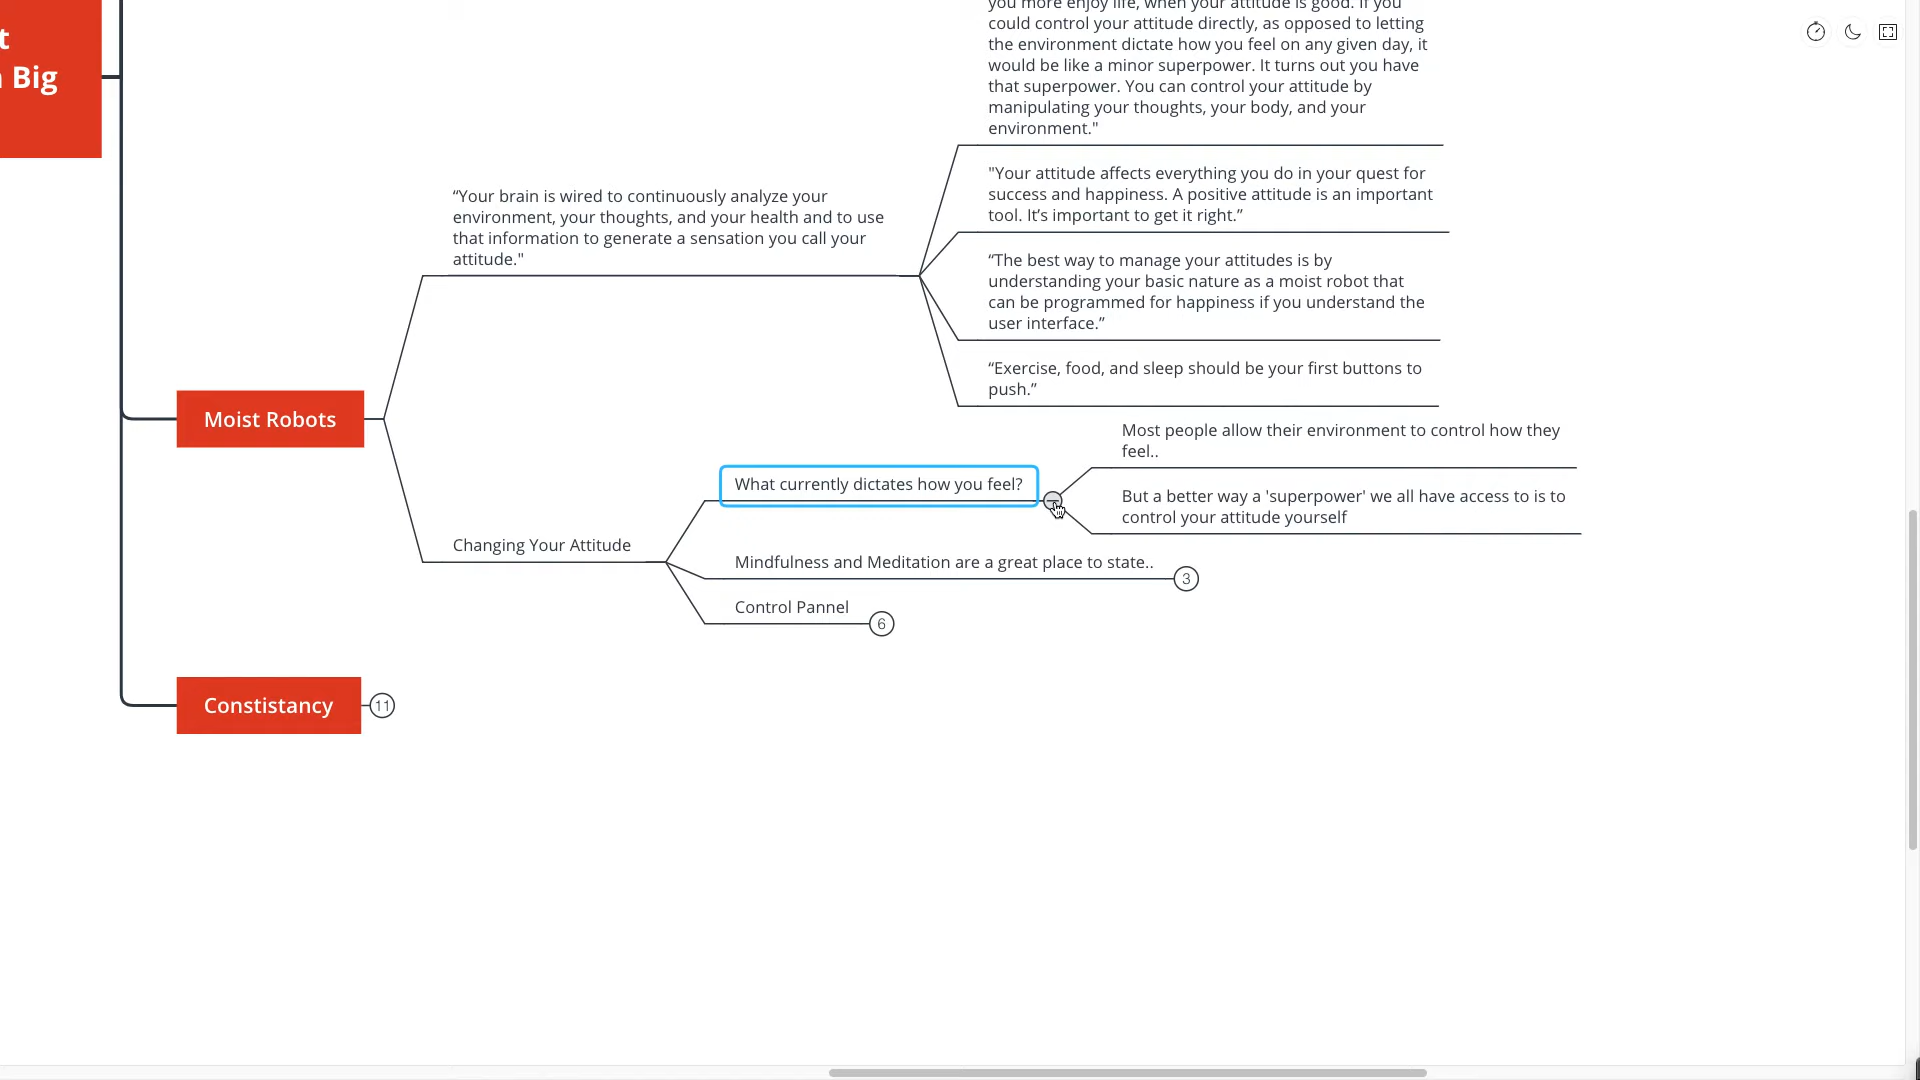 t
Big
you more enjoy life, when your attitude is good. If you
could control your attitude directly, as opposed to letting
the environment dictate how you feel on any given day, it
would be like a minor superpower. It turns out you have
that superpower. You can control your attitude by
manipulating your thoughts, your body, and your
environment."
"Your attitude affects everything you do in your quest for
success and happiness. A positive attitude is an important
tool. It’s important to get it right.”
“Your brain is wired to continuously analyze your
environment, your thoughts, and your health and to use
that information to generate a sensation you call your
attitude."
“The best way to manage your attitudes is by
understanding your basic nature as a moist robot that
can be programmed for happiness if you understand the
user interface.”
“Exercise, food, and sleep should be your first buttons to
push.”
Moist Robots
Most people allow their environment to control how they
feel..
What currently dictates how you feel?
But a better way a 'superpower' we all have access to is to
control your attitude yourself
Changing Your Attitude
Mindfulness and Meditation are a great place to state..
3
Control Pannel
6
Constistancy
11